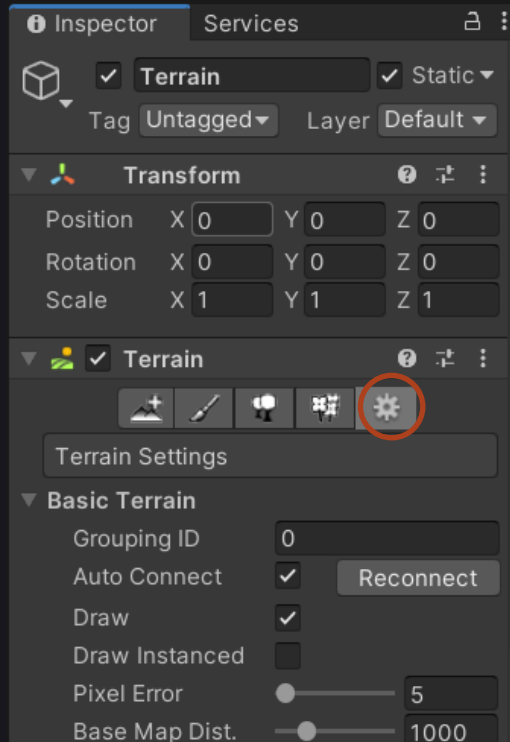 Inspector Services
Terrain Static
Tag Untagged Layer Default
Transform
Position X 0 Y 0 Z 0
Rotation X 0 Y 0 Z 0
Scale X 1 Y 1 Z 1
Terrain
Terrain Settings
Basic Terrain
Grouping ID 0
Auto Connect Reconnect
Draw
Draw Instanced
Pixel Error 5
Base Map Dist. 1000